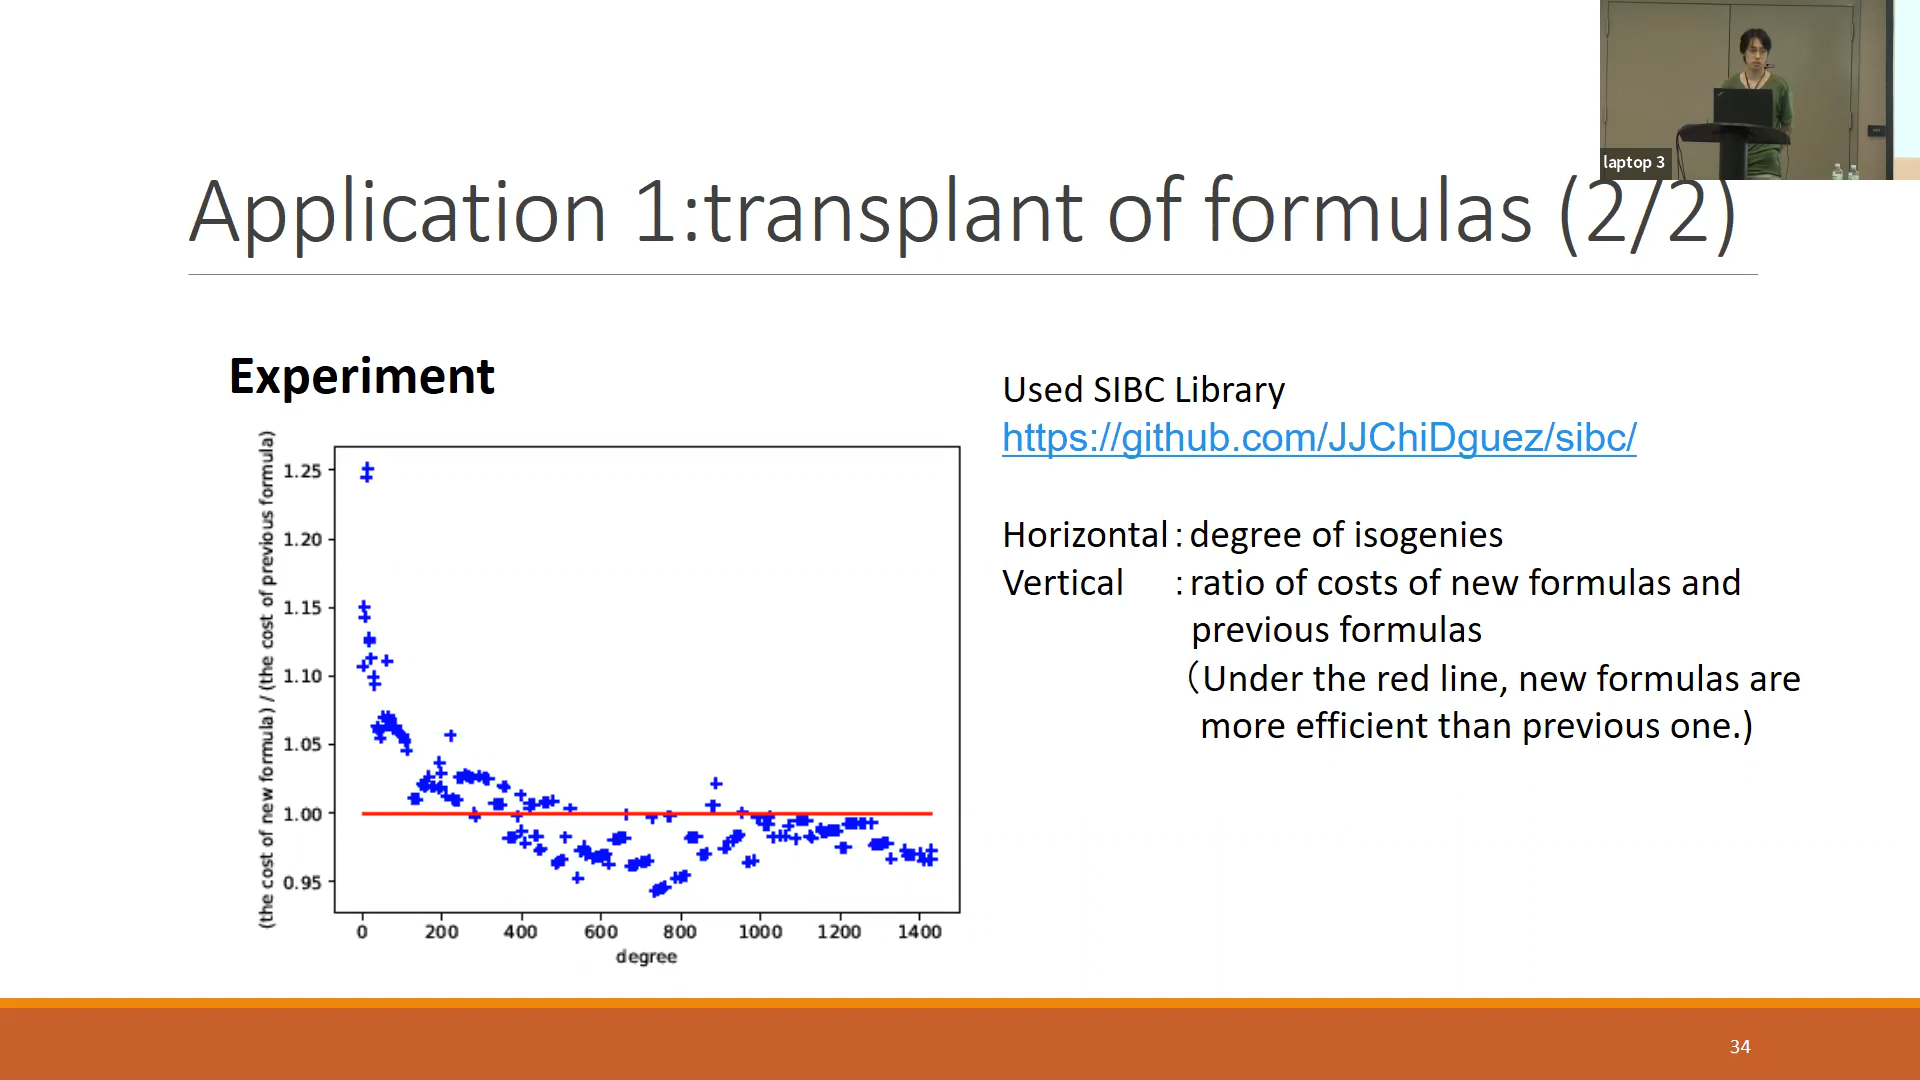 laptop 3
Application 1:transplant of formulas (2/2)
Experiment
Used SIBC Library
https://github.com/JJChiDguez/sibc/
Horizontal : degree of isogenies
Vertical : ratio of costs of new formulas and
previous formulas
(Under the red line, new formulas are
more efficient than previous one.)
(the cost of new formula) / (the cost of previous formula)
1.25
1.20
1.15
1.10
1.05
1.00
0.95
0 200 400 600 800 1000 1200 1400
degree
34